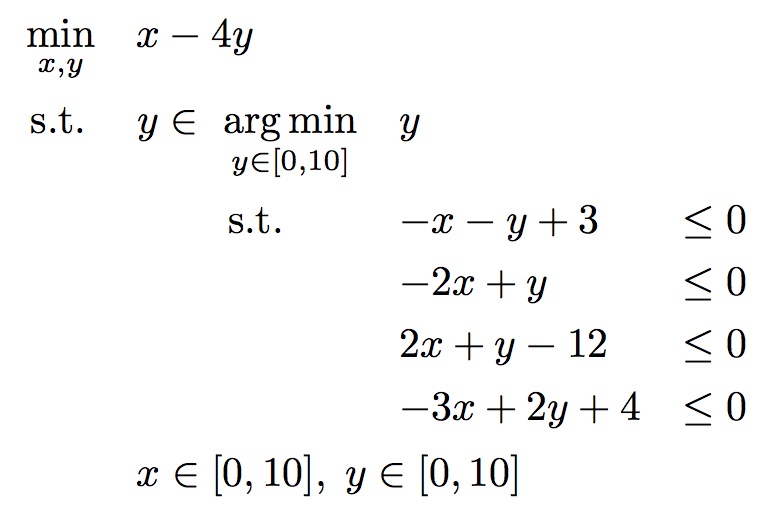 min x,y x − 4y
s.t. y ∈ arg min y∈[0,10] y
s.t. −x − y + 3 ≤ 0
−2x + y ≤ 0
2x + y − 12 ≤ 0
−3x + 2y + 4 ≤ 0
x ∈ [0, 10], y ∈ [0, 10]